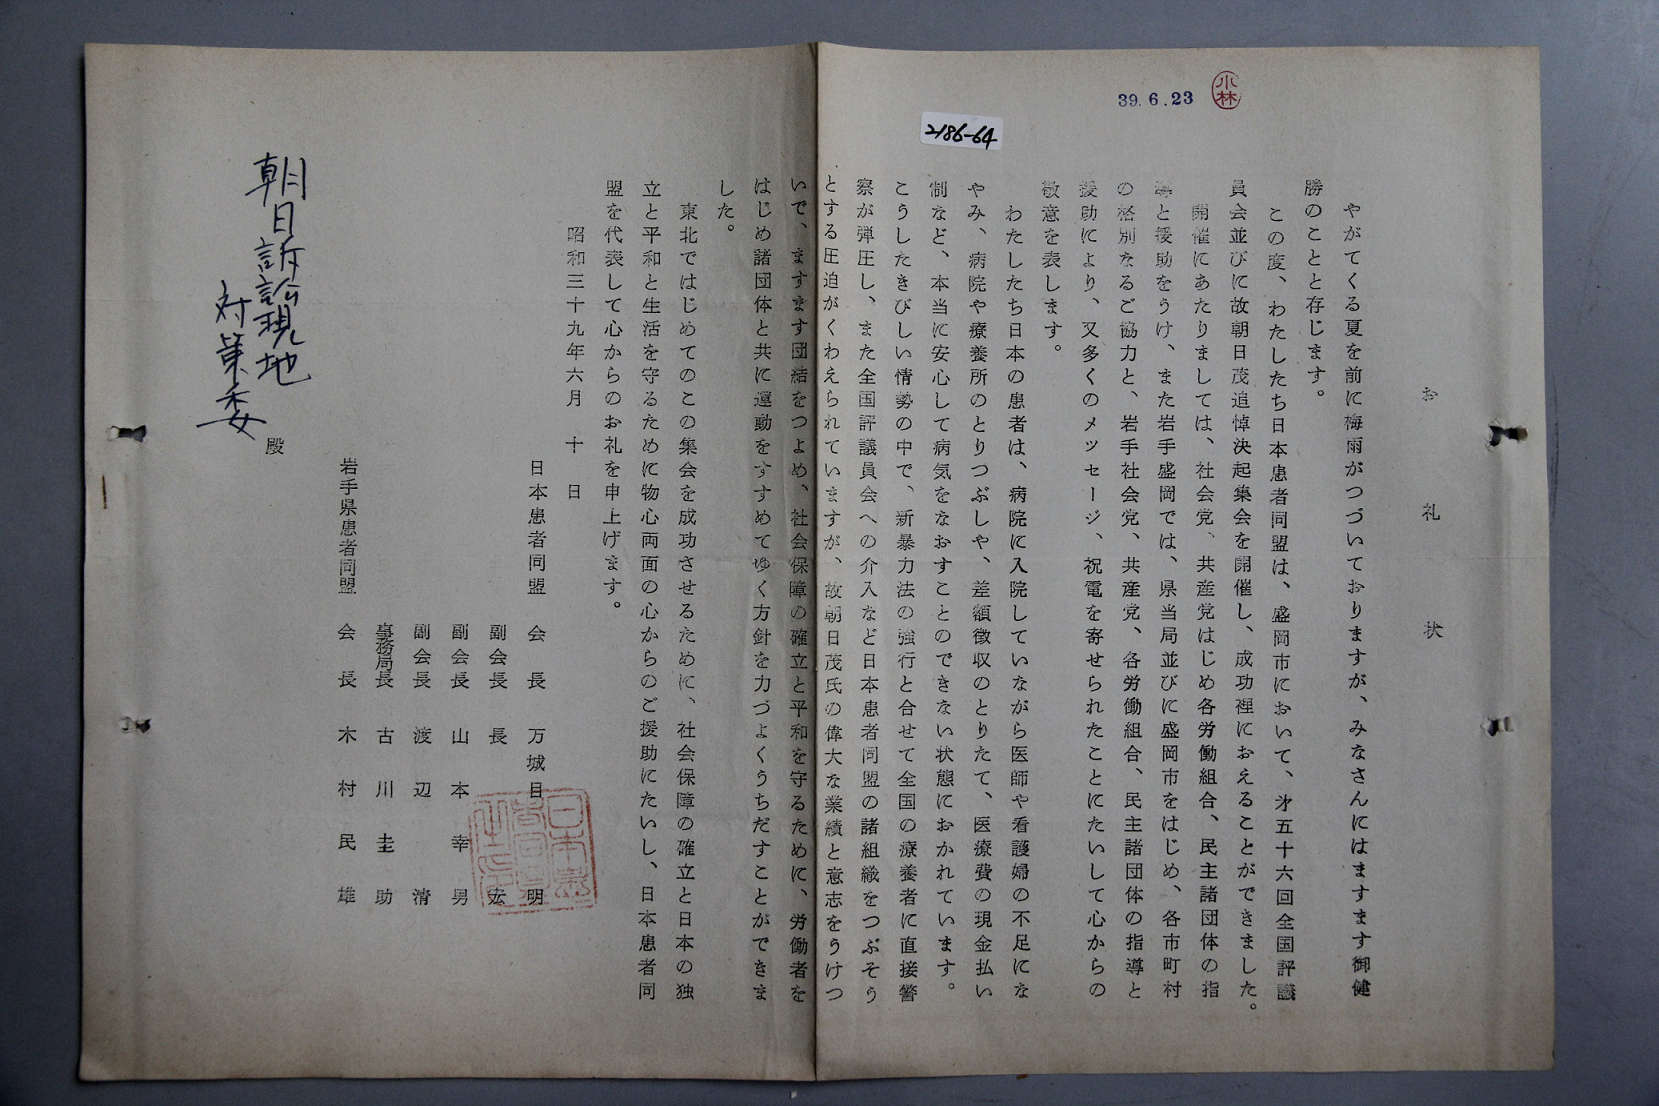 39.6.23
小林
2186-64
お礼状
やがてくる夏を前に梅雨がつづいておりますが、みなさんにはますます御健
勝のことと存じます。
この度、わたしたち日本患者同盟は、盛岡市において、才五十六回全国評議
員会並びに故朝日茂追悼決起集会を開催し、成功裡におえることができました。
開催にあたりましては、社会党、共産党はじめ各労働組合、民主諸団体の指
導と援助をうけ、また岩手盛岡では、県当局並びに盛岡市をはじめ、各市町村
の格別なるご協力と、岩手社会党、共産党、各労働組合、民主諸団体の指導と
援助により、又多くのメツセージ、祝電を寄せられたことにたいして心からの
敬意を表します。
わたしたち日本の患者は、病院に入院していながら医師や看護婦の不足にな
やみ、病院や療養所のとりつぶしや、差額徴収のとりたて、医療費の現金払い
制など、本当に安心して病気をなおすことのできない状態におかれています。
こうしたきびしい情勢の中で、新暴力法の強行と合せて全国の療養者に直接警
察が弾圧し、また全国評議員会への介入など日本患者同盟の諸組織をつぶそう
とする圧迫がくわえられていますが、故朝日茂氏の偉大な業績と意志をうけつ
いで、ますます団結をつよめ、社会保障の確立と平和を守るために、労働者を
はじめ諸団体と共に運動をすすめてゆく方針を力づよくうちだすことができま
した。
東北ではじめてのこの集会を成功させるために、社会保障の確立と日本の独
立と平和と生活を守るために物心両面の心からのご援助にたいし、日本患者同
盟を代表して心からのお礼を申上げます。
昭和三十九年六月 十 日
日本患者同盟 会長 万城目 明
副会長 長 宏
副会長 山本幸男
副会長 渡辺 清
事務局長 古川圭助
岩手県患者同盟 会長 木村民雄
殿
朝日訴訟現地
対策委